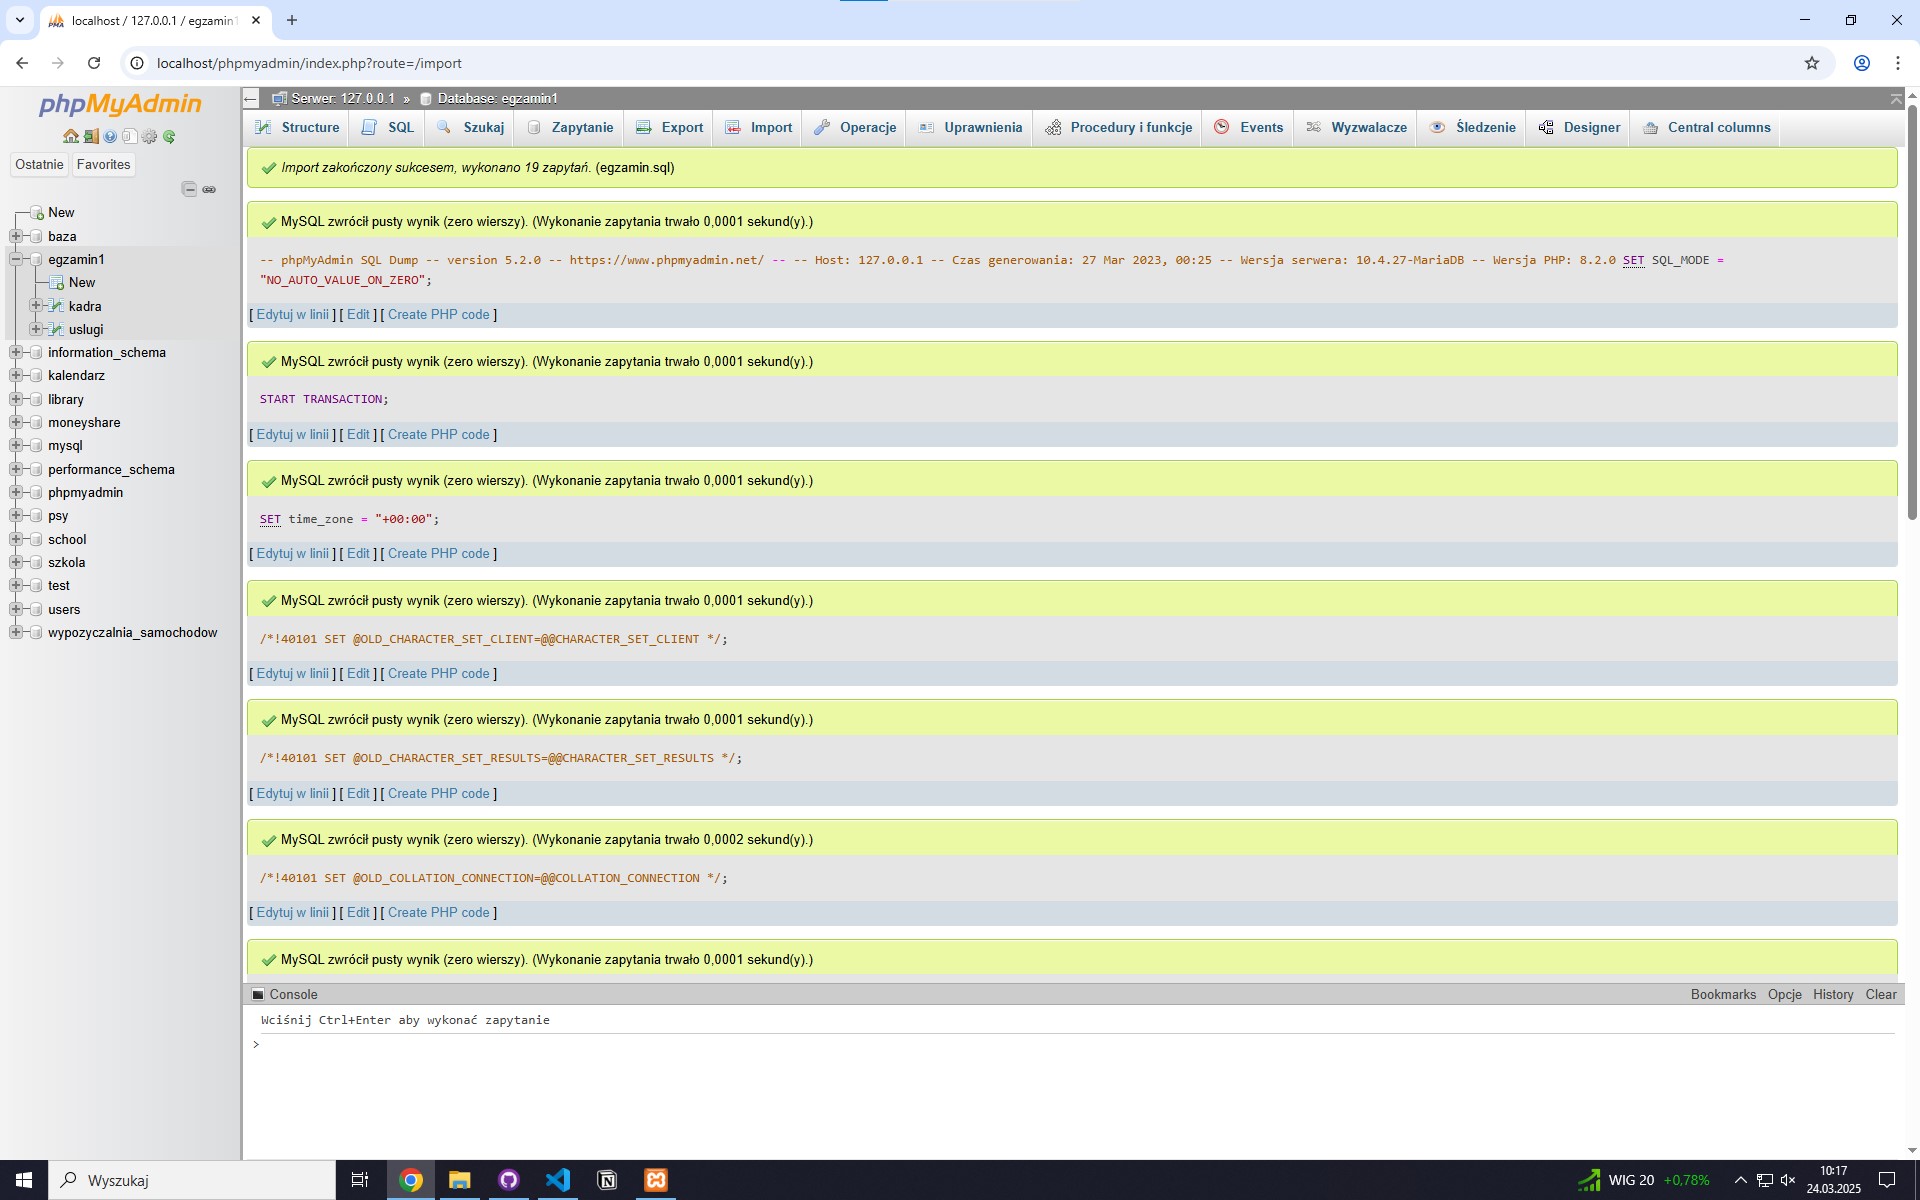 localhost / 127.0.0.1 / egzamin1
localhost/phpmyadmin/index.php?route=/import
phpMyAdmin
Ostatnie
Favorites
New
baza
egzamin1
New
kadra
uslugi
information_schema
kalendarz
library
moneyshare
mysql
performance_schema
phpmyadmin
psy
school
szkola
test
users
wypozyczalnia_samochodow
Serwer: 127.0.0.1 » Database: egzamin1
Structure SQL Szukaj Zapytanie Export Import Operacje Uprawnienia Procedury i funkcje Events Wyzwalacze Śledzenie Designer Central columns
Import zakończony sukcesem, wykonano 19 zapytań. (egzamin.sql)
MySQL zwrócił pusty wynik (zero wierszy). (Wykonanie zapytania trwało 0,0001 sekund(y).)
-- phpMyAdmin SQL Dump -- version 5.2.0 -- https://www.phpmyadmin.net/ -- -- Host: 127.0.0.1 -- Czas generowania: 27 Mar 2023, 00:25 -- Wersja serwera: 10.4.27-MariaDB -- Wersja PHP: 8.2.0 SET SQL_MODE =
"NO_AUTO_VALUE_ON_ZERO";
[ Edytuj w linii ] [ Edit ] [ Create PHP code ]
MySQL zwrócił pusty wynik (zero wierszy). (Wykonanie zapytania trwało 0,0001 sekund(y).)
START TRANSACTION;
[ Edytuj w linii ] [ Edit ] [ Create PHP code ]
MySQL zwrócił pusty wynik (zero wierszy). (Wykonanie zapytania trwało 0,0001 sekund(y).)
SET time_zone = "+00:00";
[ Edytuj w linii ] [ Edit ] [ Create PHP code ]
MySQL zwrócił pusty wynik (zero wierszy). (Wykonanie zapytania trwało 0,0001 sekund(y).)
/*!40101 SET @OLD_CHARACTER_SET_CLIENT=@@CHARACTER_SET_CLIENT */;
[ Edytuj w linii ] [ Edit ] [ Create PHP code ]
MySQL zwrócił pusty wynik (zero wierszy). (Wykonanie zapytania trwało 0,0001 sekund(y).)
/*!40101 SET @OLD_CHARACTER_SET_RESULTS=@@CHARACTER_SET_RESULTS */;
[ Edytuj w linii ] [ Edit ] [ Create PHP code ]
MySQL zwrócił pusty wynik (zero wierszy). (Wykonanie zapytania trwało 0,0002 sekund(y).)
/*!40101 SET @OLD_COLLATION_CONNECTION=@@COLLATION_CONNECTION */;
[ Edytuj w linii ] [ Edit ] [ Create PHP code ]
MySQL zwrócił pusty wynik (zero wierszy). (Wykonanie zapytania trwało 0,0001 sekund(y).)
Console Bookmarks Opcje History Clear
Wciśnij Ctrl+Enter aby wykonać zapytanie
>
Wyszukaj
WIG 20 +0,78%
10:17
24.03.2025